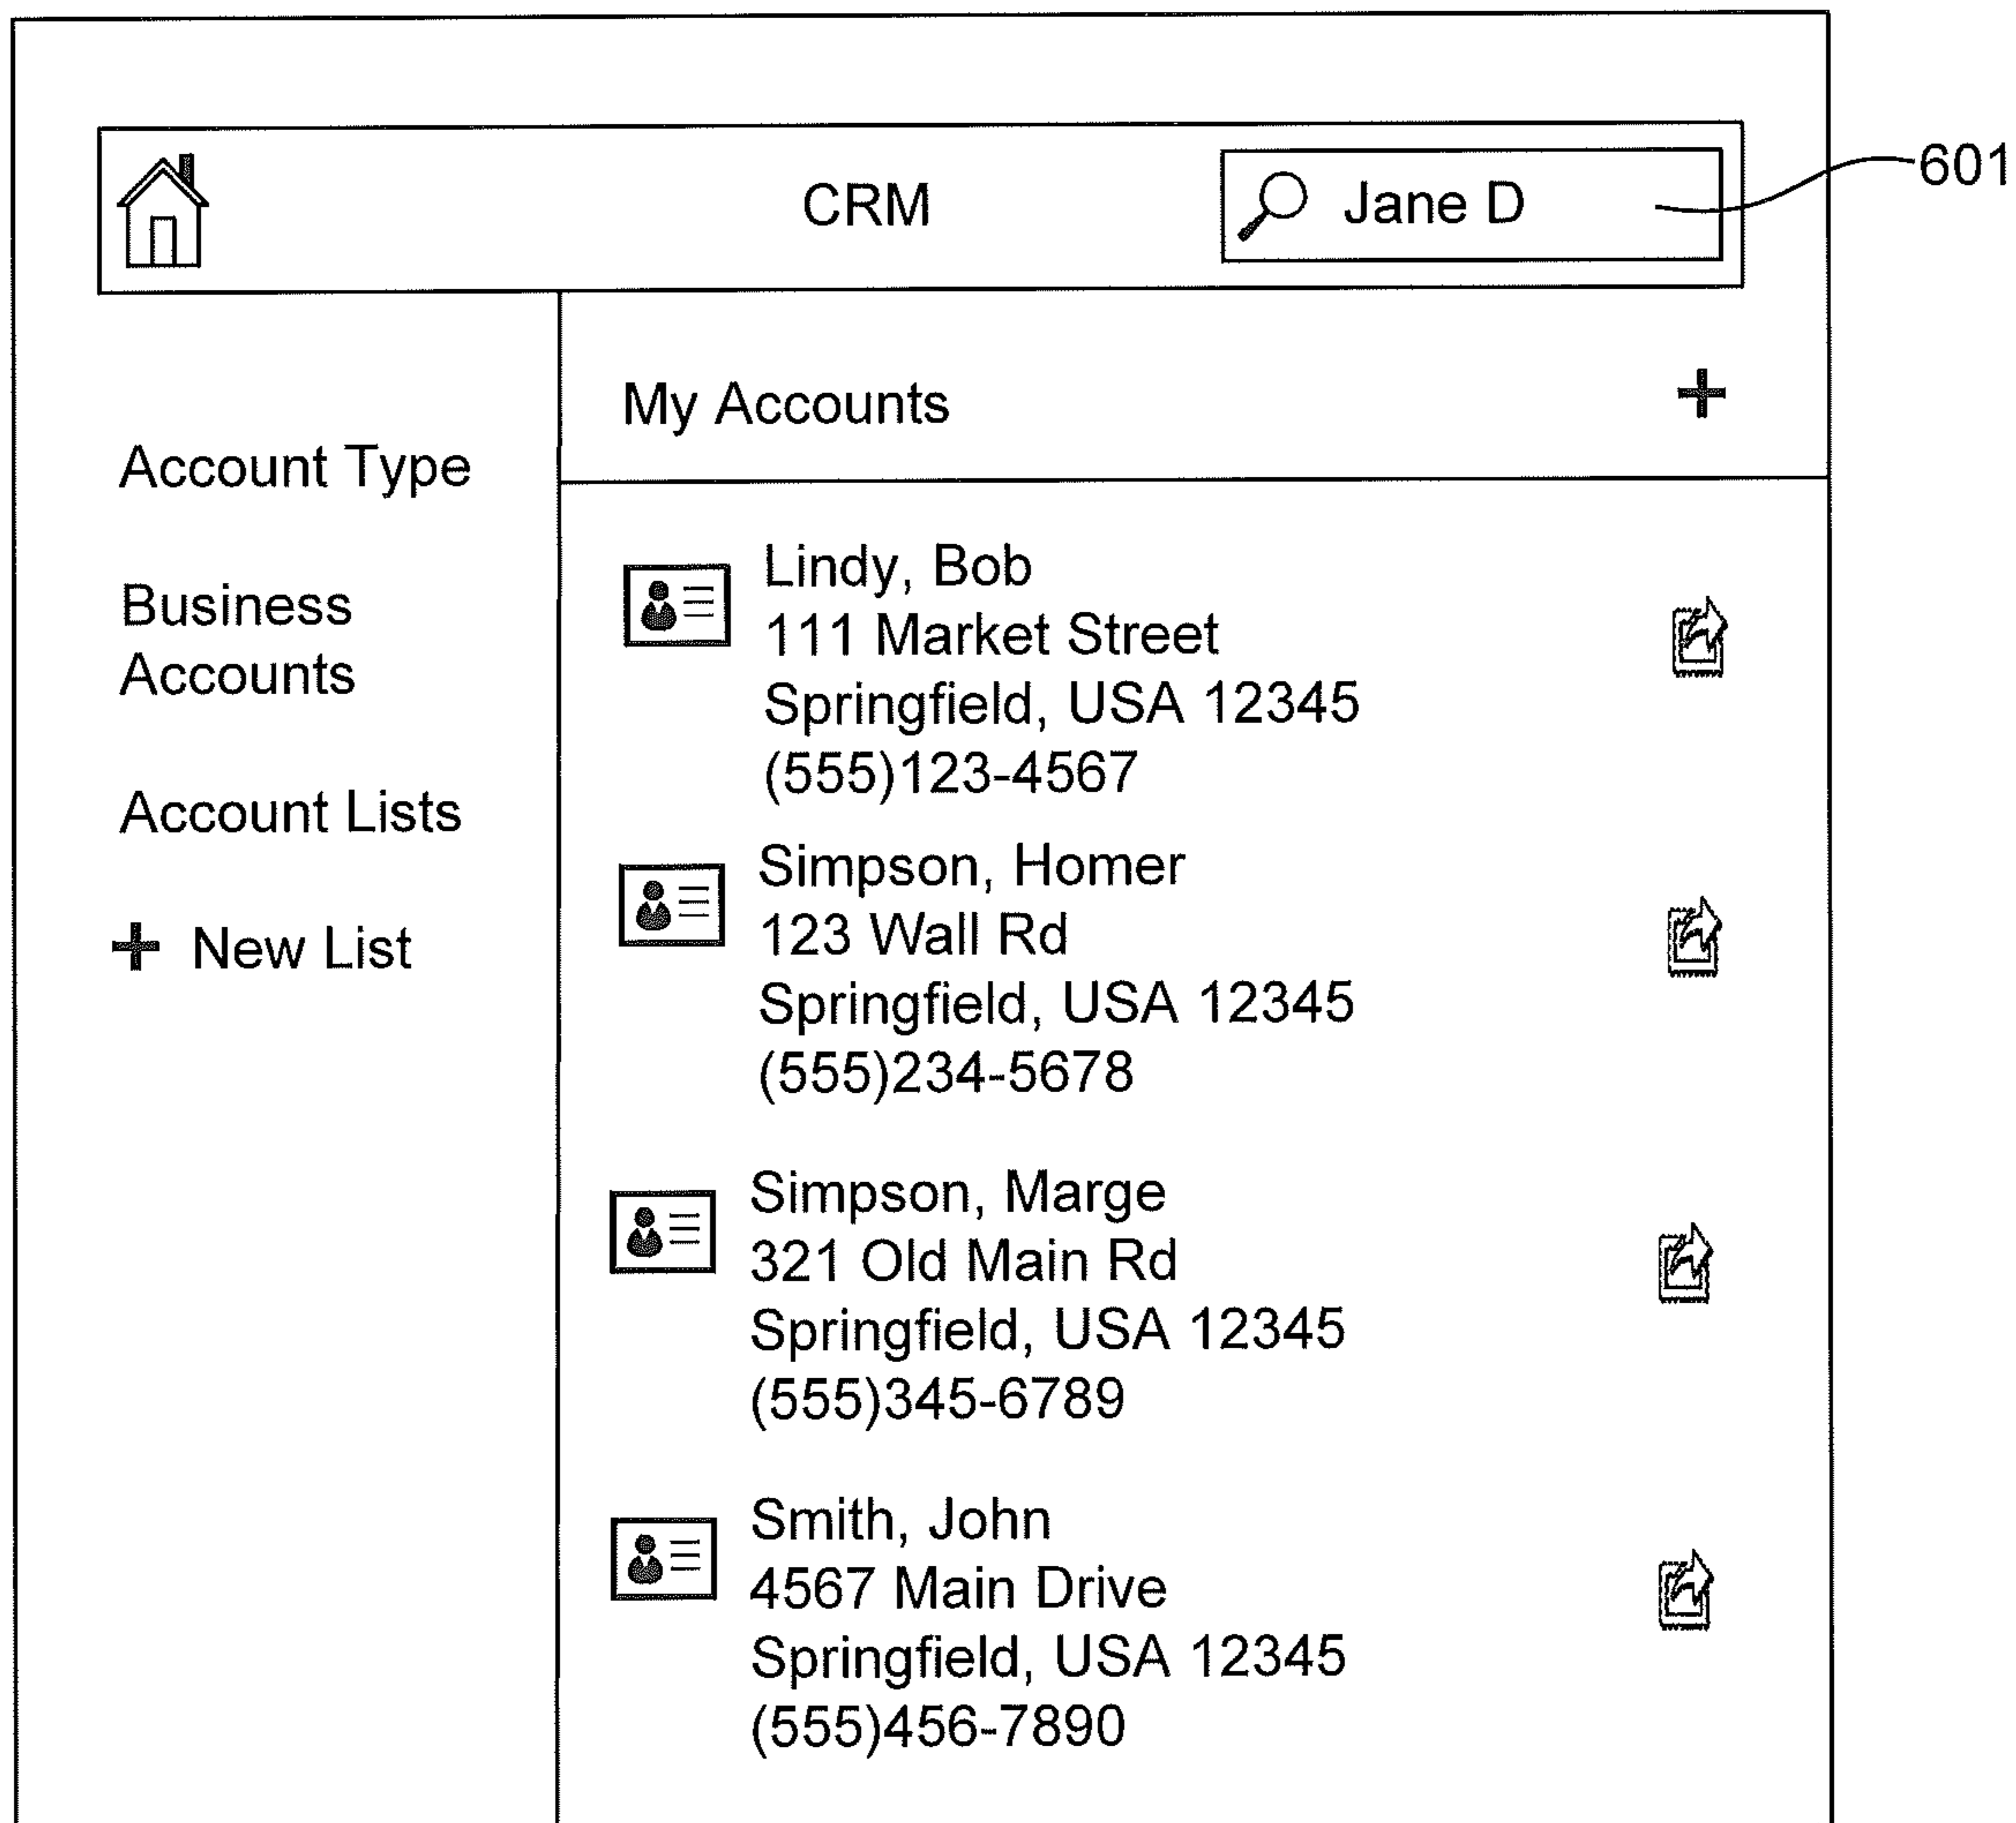 CRM
Jane D
601
Account Type
Business
Accounts
Account Lists
+ New List
My Accounts +
Lindy, Bob
111 Market Street
Springfield, USA 12345
(555)123-4567
Simpson, Homer
123 Wall Rd
Springfield, USA 12345
(555)234-5678
Simpson, Marge
321 Old Main Rd
Springfield, USA 12345
(555)345-6789
Smith, John
4567 Main Drive
Springfield, USA 12345
(555)456-7890